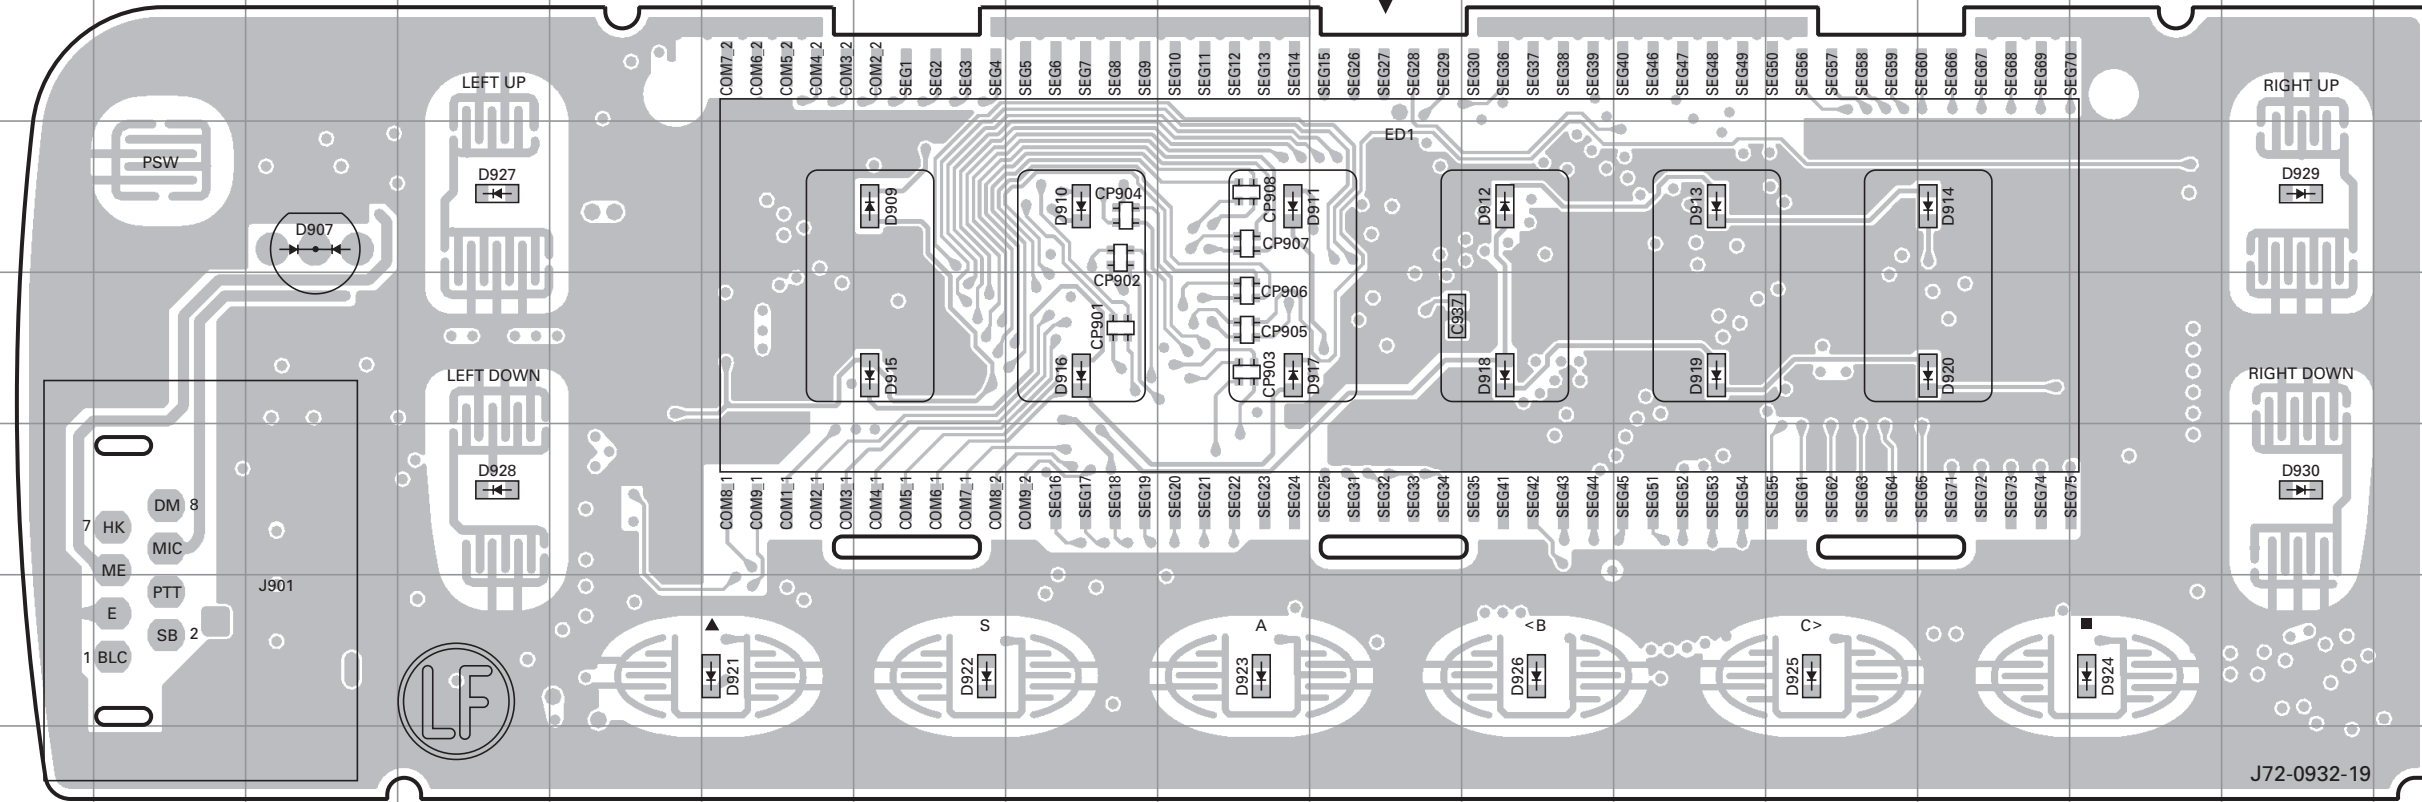 COM7_2 COM6_2 COM5_2 COM4_2 COM3_2 COM2_2 SEG1 SEG2 SEG3 SEG4 SEG5 SEG6 SEG7 SEG8 SEG9 SEG10 SEG11 SEG12 SEG13 SEG14 SEG15 SEG26 SEG27 SEG28 SEG29 SEG30 SEG36 SEG37 SEG38 SEG39 SEG40 SEG46 SEG47 SEG48 SEG49 SEG50 SEG56 SEG57 SEG58 SEG59 SEG60 SEG66 SEG67 SEG68 SEG69 SEG70
LEFT UP
RIGHT UP
ED1
PSW
D927
D929
D907
D909
D910
CP904
CP908
D911
D912
D913
D914
CP907
CP902
CP906
CP901
CP905
C937
D915
D916
CP903
D917
D918
D919
D920
LEFT DOWN
RIGHT DOWN
D928
D930
COM8_1 COM9_1 COM1_1 COM2_1 COM3_1 COM4_1 COM5_1 COM6_1 COM7_1 COM8_2 COM9_2 SEG16 SEG17 SEG18 SEG19 SEG20 SEG21 SEG22 SEG23 SEG24 SEG25 SEG31 SEG32 SEG33 SEG34 SEG35 SEG41 SEG42 SEG43 SEG44 SEG45 SEG51 SEG52 SEG53 SEG54 SEG55 SEG61 SEG62 SEG63 SEG64 SEG65 SEG71 SEG72 SEG73 SEG74 SEG75
DM 8
7 HK
MIC
ME
PTT
J901
E
SB 2
1 BLC
▲ S A <B C> ■
D921 D922 D923 D926 D925 D924
LF
J72-0932-19